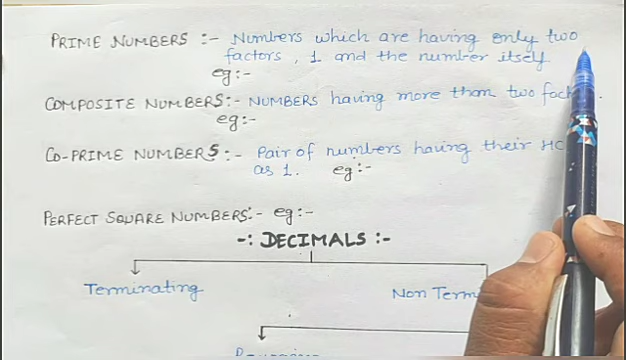 PRIME NUMBERS :- Numbers which are having only two
factors, 1 and the number itself
eg:-
COMPOSITE NUMBERS:- NUMBERS having more than two
eg:-
CO-PRIME NUMBERS:- Pair of numbers having their
as 1. eg:-
PERFECT SQUARE NUMBERS:- eg:-
-: DECIMALS :-
Terminating Non